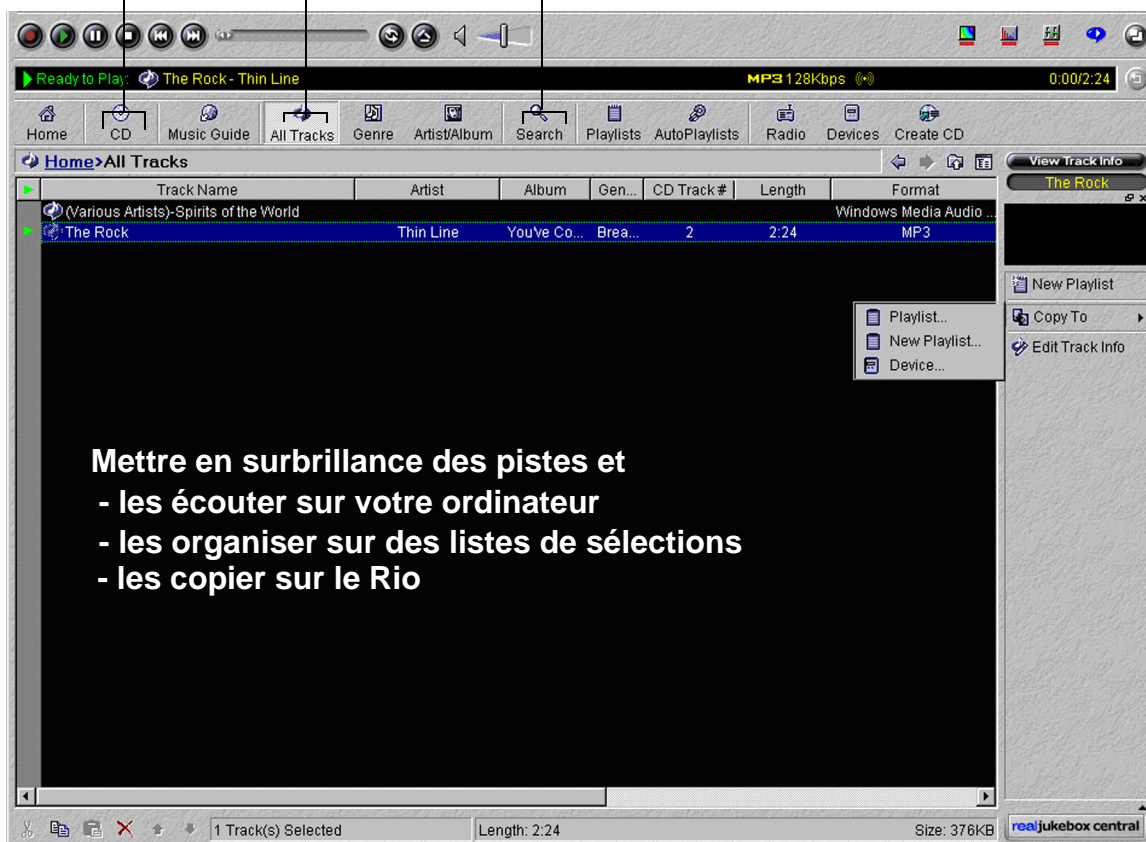 Ready to Play: The Rock - Thin Line MP3 128Kbps 0:00/2:24
Home CD Music Guide All Tracks Genre Artist/Album Search Playlists AutoPlaylists Radio Devices Create CD
Home>All Tracks
View Track Info
The Rock
Track Name Artist Album Gen... CD Track # Length Format
(Various Artists)-Spirits of the World Windows Media Audio ...
The Rock Thin Line You've Co... Brea... 2 2:24 MP3
New Playlist
Copy To
Edit Track Info
Playlist...
New Playlist...
Device...
Mettre en surbrillance des pistes et
- les écouter sur votre ordinateur
- les organiser sur des listes de sélections
- les copier sur le Rio
1 Track(s) Selected Length: 2:24 Size: 376KB
realjukebox central